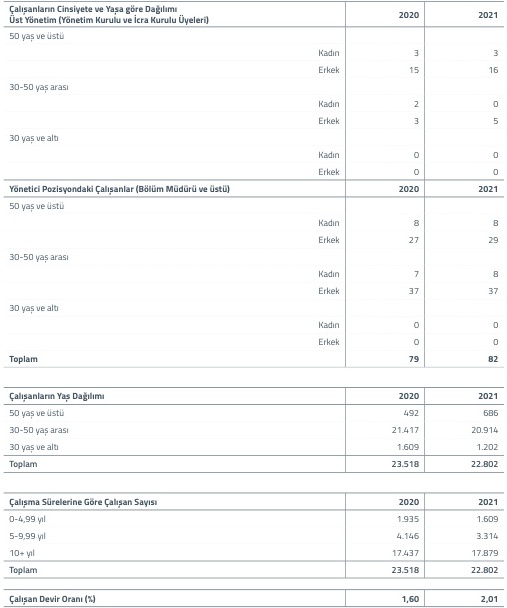 Çalışanların Cinsiyete ve Yaşa göre Dağılımı
Üst Yönetim (Yönetim Kurulu ve İcra Kurulu Üyeleri) 2020 2021
50 yaş ve üstü
Kadın 3 3
Erkek 15 16
30-50 yaş arası
Kadın 2 0
Erkek 3 5
30 yaş ve altı
Kadın 0 0
Erkek 0 0
Yönetici Pozisyondaki Çalışanlar (Bölüm Müdürü ve üstü) 2020 2021
50 yaş ve üstü
Kadın 8 8
Erkek 27 29
30-50 yaş arası
Kadın 7 8
Erkek 37 37
30 yaş ve altı
Kadın 0 0
Erkek 0 0
Toplam 79 82
Çalışanların Yaş Dağılımı 2020 2021
50 yaş ve üstü 492 686
30-50 yaş arası 21.417 20.914
30 yaş ve altı 1.609 1.202
Toplam 23.518 22.802
Çalışma Sürelerine Göre Çalışan Sayısı 2020 2021
0-4,99 yıl 1.935 1.609
5-9,99 yıl 4.146 3.314
10+ yıl 17.437 17.879
Toplam 23.518 22.802
Çalışan Devir Oranı (%) 1,60 2,01